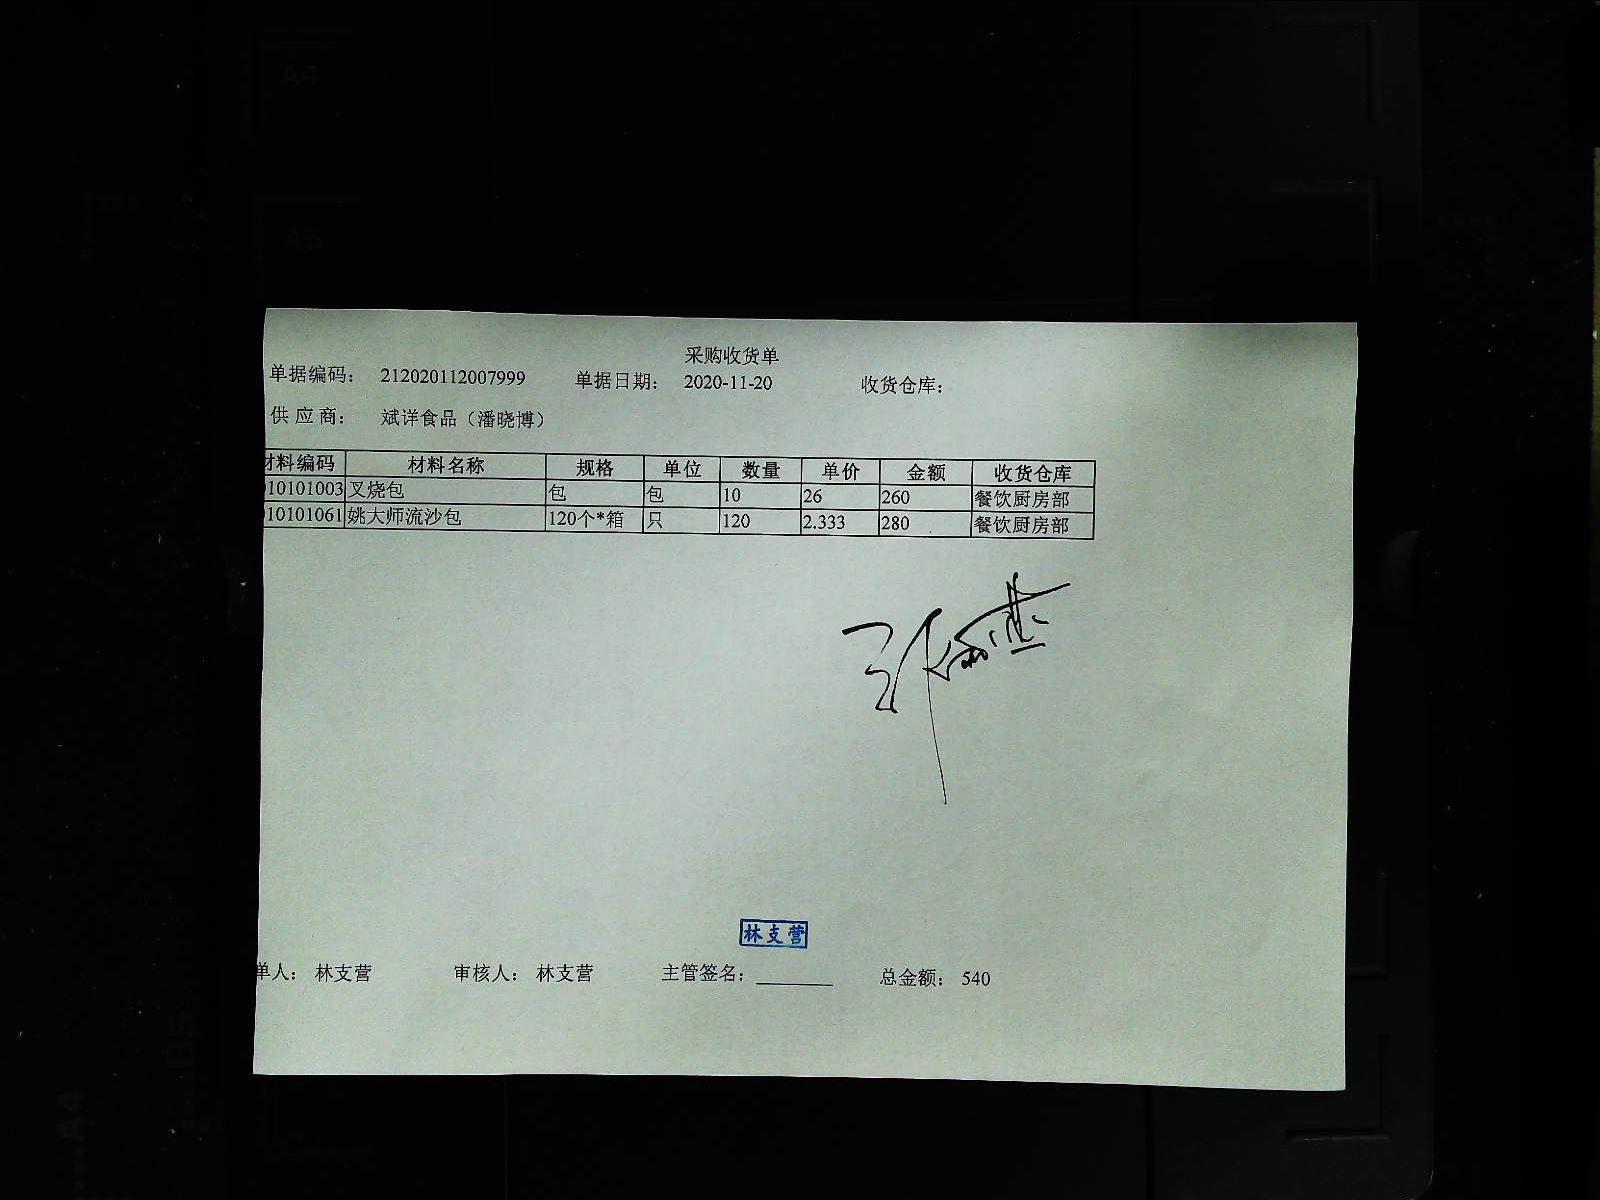 采购收货单
单据编码： 212020112007999 单据日期： 2020-11-20 收货仓库：
供 应 商： 斌详食品（潘晓博）
材料编码 材料名称 规格 单位 数量 单价 金额 收货仓库
10101003 叉烧包 包 包 10 26 260 餐饮厨房部
10101061 姚大师流沙包 120个*箱 只 120 2.333 280 餐饮厨房部
林支营
单人： 林支营 审核人： 林支营 主管签名： 总金额： 540